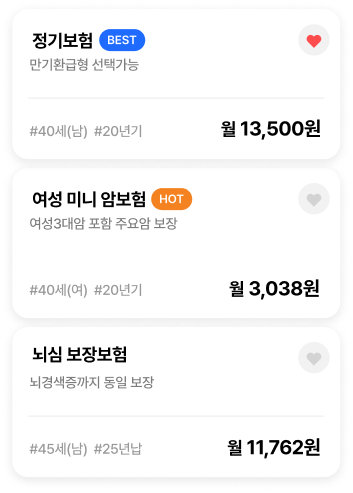 정기보험 BEST
만기환급형 선택가능
#40세(남) #20년기 월 13,500원
여성 미니 암보험 HOT
여성3대암 포함 주요암 보장
#40세(여) #20년기 월 3,038원
뇌심 보장보험
뇌경색증까지 동일 보장
#45세(남) #25년납 월 11,762원